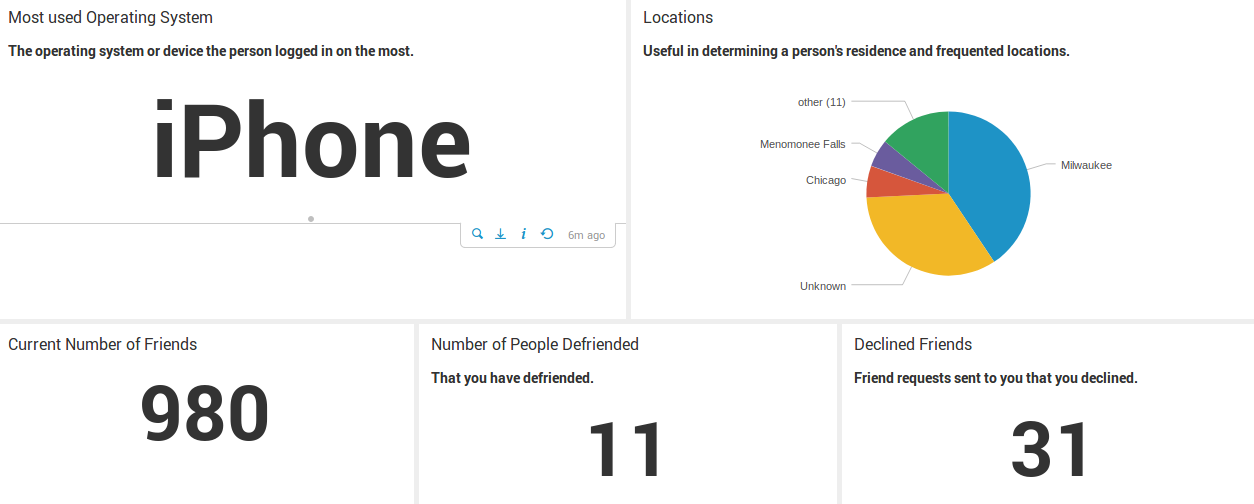 Most used Operating System
The operating system or device the person logged in on the most.
iPhone
i 6m ago
Locations
Useful in determining a person's residence and frequented locations.
other (11)
Menomonee Falls
Chicago
Milwaukee
Unknown
Current Number of Friends
980
Number of People Defriended
That you have defriended.
11
Declined Friends
Friend requests sent to you that you declined.
31